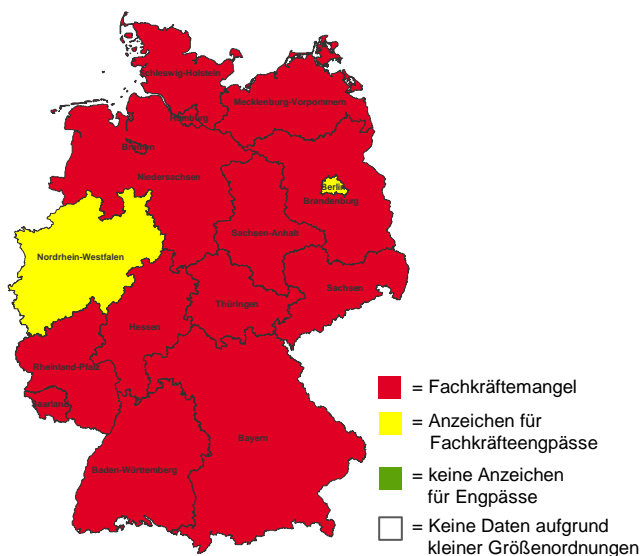 Schleswig-Holstein
Mecklenburg-Vorpommern
Hamburg
Bremen
Niedersachsen
Berlin
Brandenburg
Sachsen-Anhalt
Nordrhein-Westfalen
Sachsen
Thüringen
Hessen
Rheinland-Pfalz
Saarland
Bayern
Baden-Württemberg
= Fachkräftemangel
= Anzeichen für
Fachkräfteengpässe
= keine Anzeichen
für Engpässe
= Keine Daten aufgrund
kleiner Größenordnungen